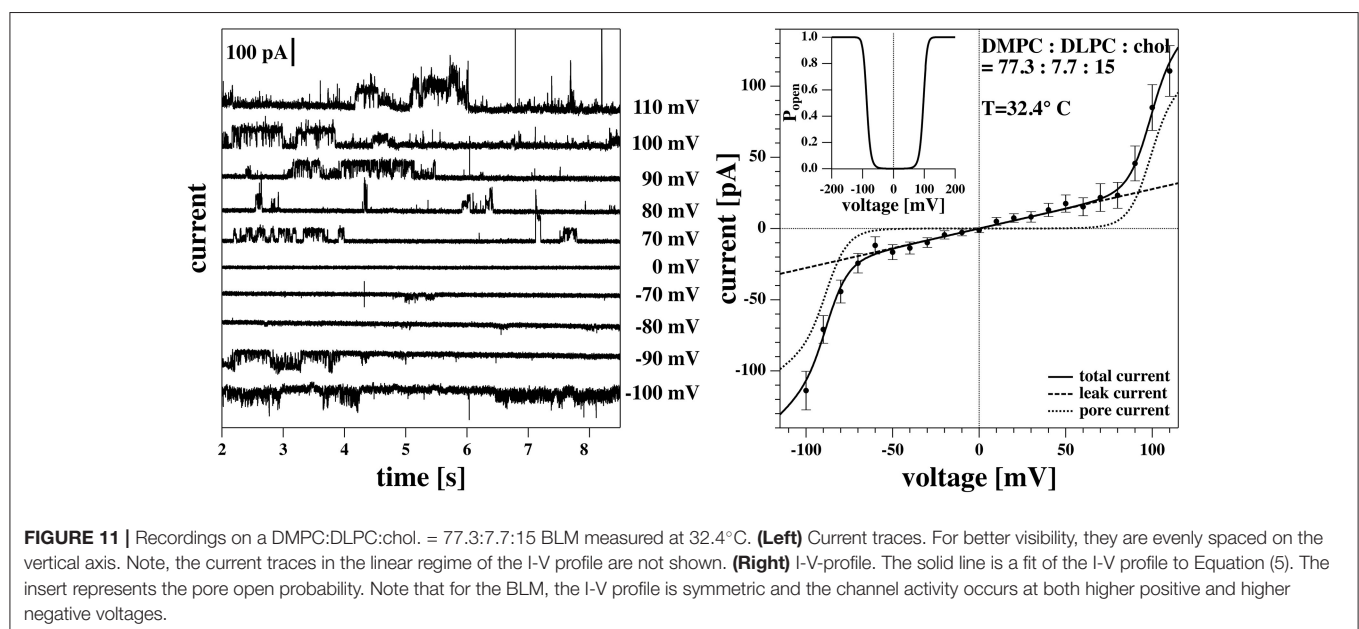 100 pA
110 mV
100 mV
90 mV
80 mV
70 mV
0 mV
-70 mV
-80 mV
-90 mV
-100 mV
current
2 3 4 5 6 7 8
time [s]
1.0
0.8
0.6
0.4
0.2
0.0
Popen
-200 -100 0 100 200
voltage [mV]
DMPC : DLPC : chol
= 77.3 : 7.7 : 15
T=32.4° C
100
50
0
-50
-100
current [pA]
total current
leak current
pore current
-100 -50 0 50 100
voltage [mV]
FIGURE 11 | Recordings on a DMPC:DLPC:chol. = 77.3:7.7:15 BLM measured at 32.4°C. (Left) Current traces. For better visibility, they are evenly spaced on the
vertical axis. Note, the current traces in the linear regime of the I-V profile are not shown. (Right) I-V-profile. The solid line is a fit of the I-V profile to Equation (5). The
insert represents the pore open probability. Note that for the BLM, the I-V profile is symmetric and the channel activity occurs at both higher positive and higher
negative voltages.